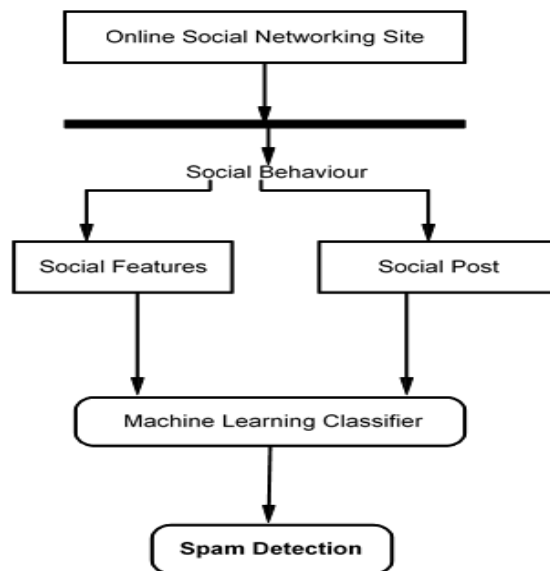 Online Social Networking Site
Social Behaviour
Social Features
Social Post
Machine Learning Classifier
Spam Detection